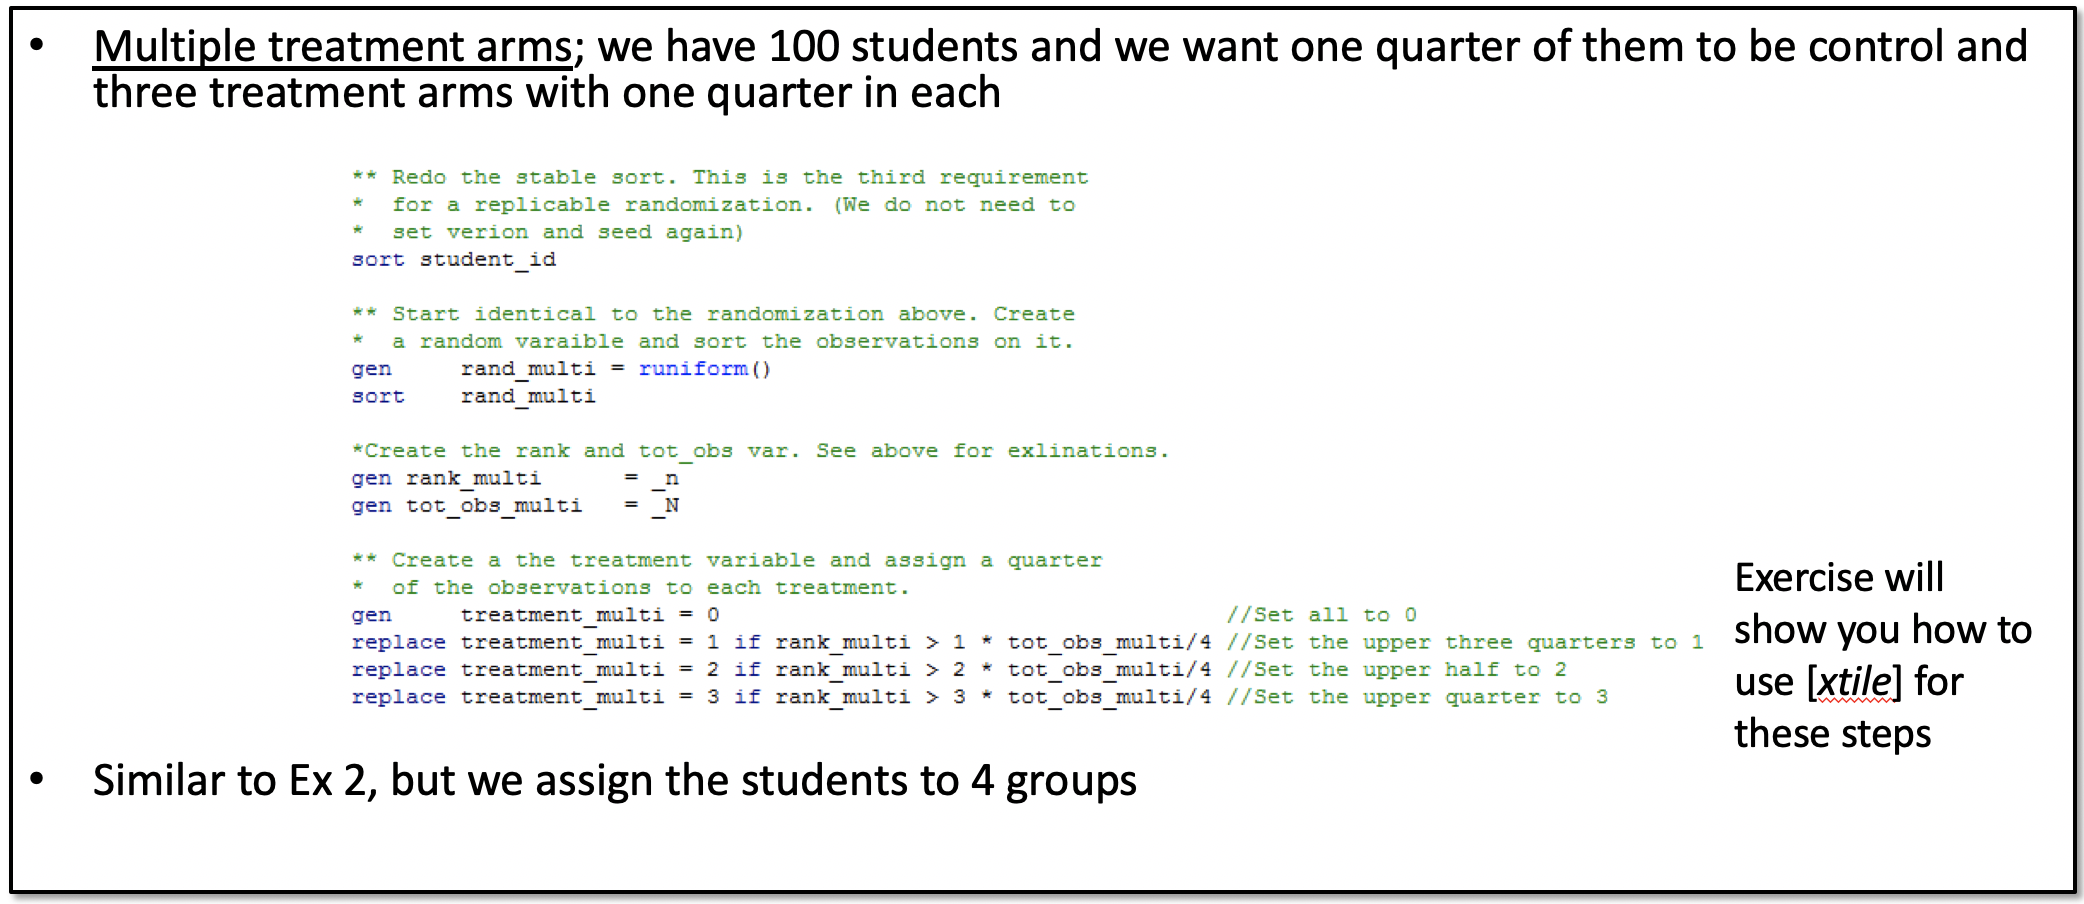 • Multiple treatment arms; we have 100 students and we want one quarter of them to be control and
three treatment arms with one quarter in each
** Redo the stable sort. This is the third requirement
*  for a replicable randomization. (We do not need to
*  set verion and seed again)
sort student_id
** Start identical to the randomization above. Create
*  a random varaible and sort the observations on it.
gen     rand_multi = runiform()
sort    rand_multi
*Create the rank and tot_obs var. See above for exlinations.
gen rank_multi      = _n
gen tot_obs_multi   = _N
** Create a the treatment variable and assign a quarter
*  of the observations to each treatment.
gen     treatment_multi = 0                                     //Set all to 0
replace treatment_multi = 1 if rank_multi > 1 * tot_obs_multi/4 //Set the upper three quarters to 1
replace treatment_multi = 2 if rank_multi > 2 * tot_obs_multi/4 //Set the upper half to 2
replace treatment_multi = 3 if rank_multi > 3 * tot_obs_multi/4 //Set the upper quarter to 3
Exercise will
show you how to
use [xtile] for
these steps
• Similar to Ex 2, but we assign the students to 4 groups